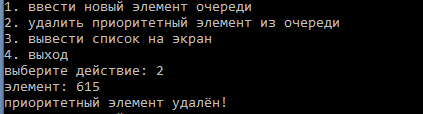 1. ввести новый элемент очереди
2. удалить приоритетный элемент из очереди
3. вывести список на экран
4. выход
выберите действие: 2
элемент: 615
приоритетный элемент удалён!